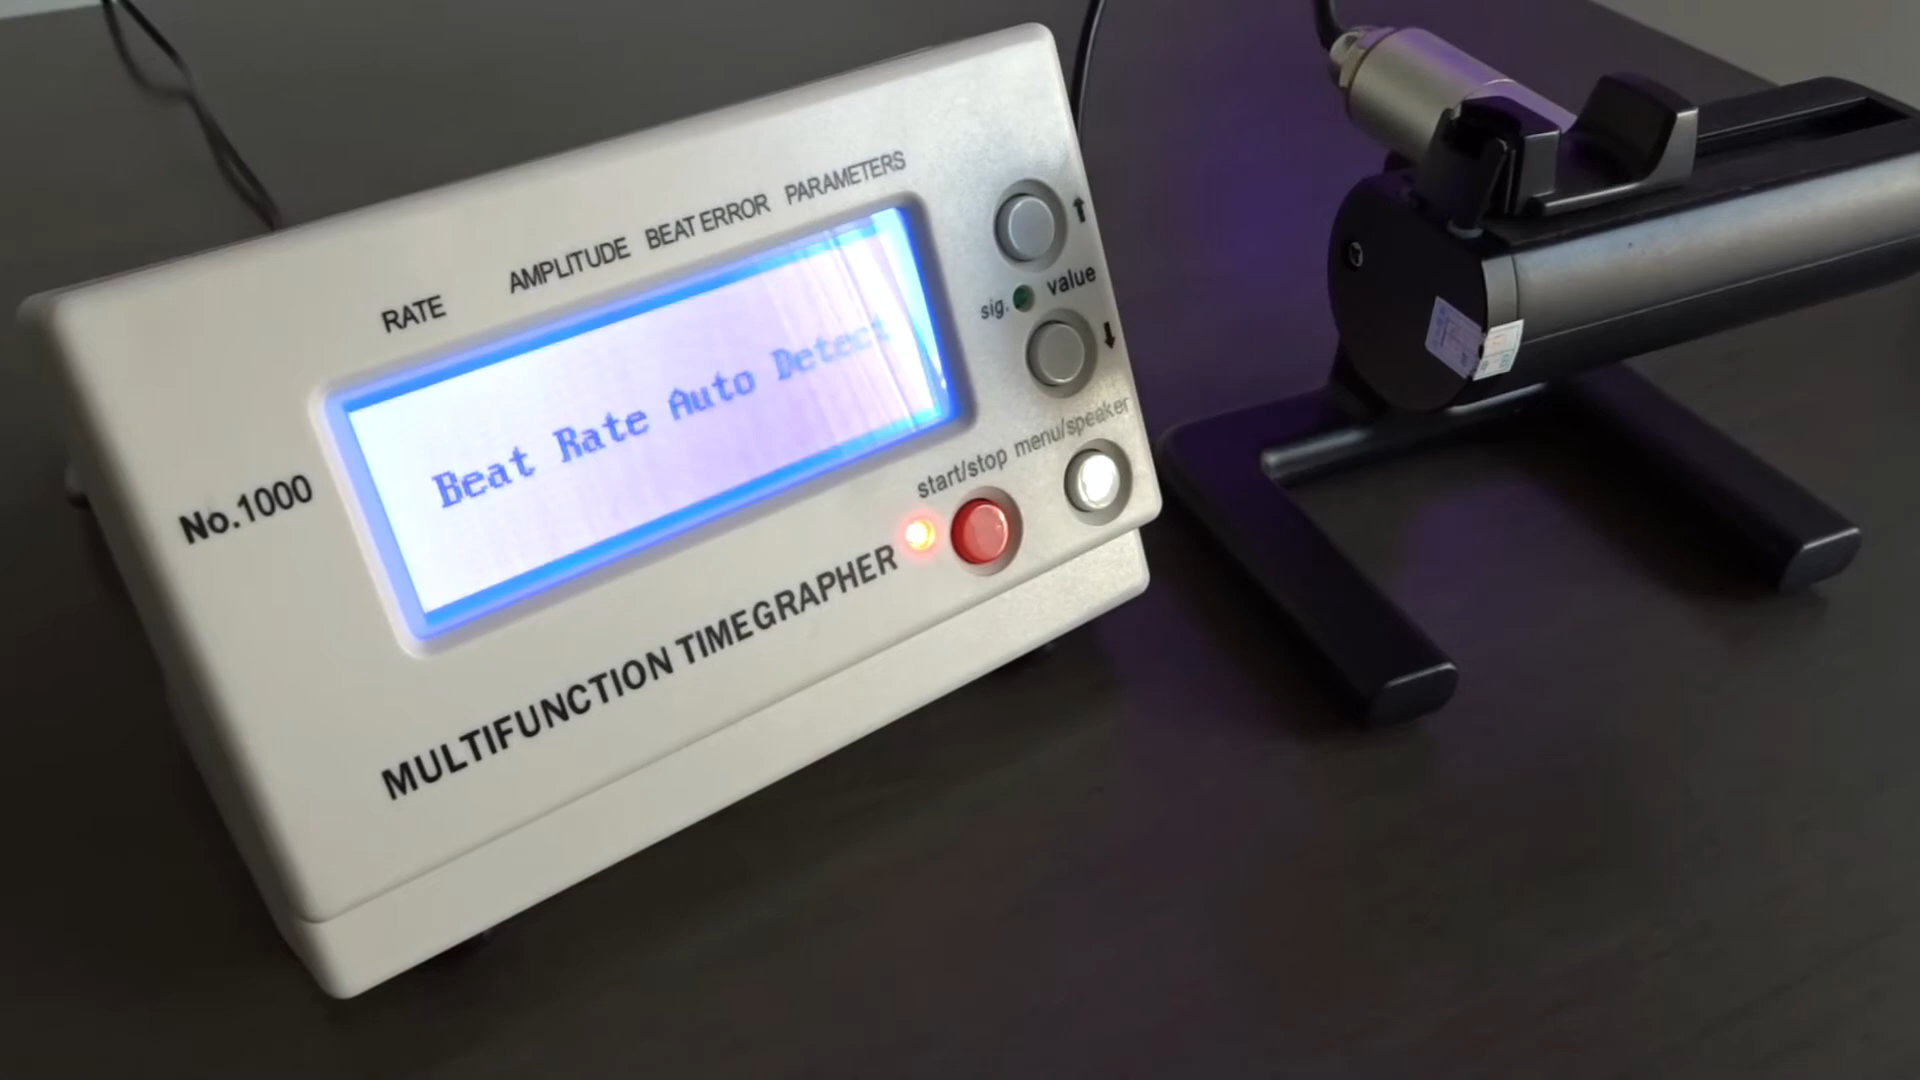 RATE AMPLITUDE BEAT ERROR PARAMETERS
Beat Rate Auto Detect
sig. value
No.1000
start/stop menu/speaker
MULTIFUNCTION TIMEGRAPHER